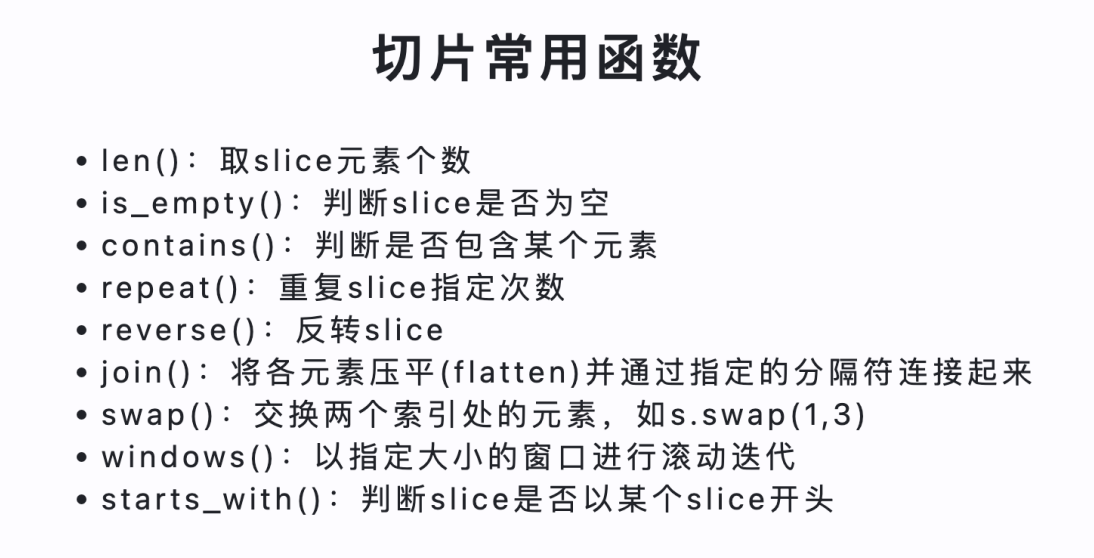 切片常用函数
• len()：取slice元素个数
• is_empty()：判断slice是否为空
• contains()：判断是否包含某个元素
• repeat()：重复slice指定次数
• reverse()：反转slice
• join()：将各元素压平(flatten)并通过指定的分隔符连接起来
• swap()：交换两个索引处的元素，如s.swap(1,3)
• windows()：以指定大小的窗口进行滚动迭代
• starts_with()：判断slice是否以某个slice开头